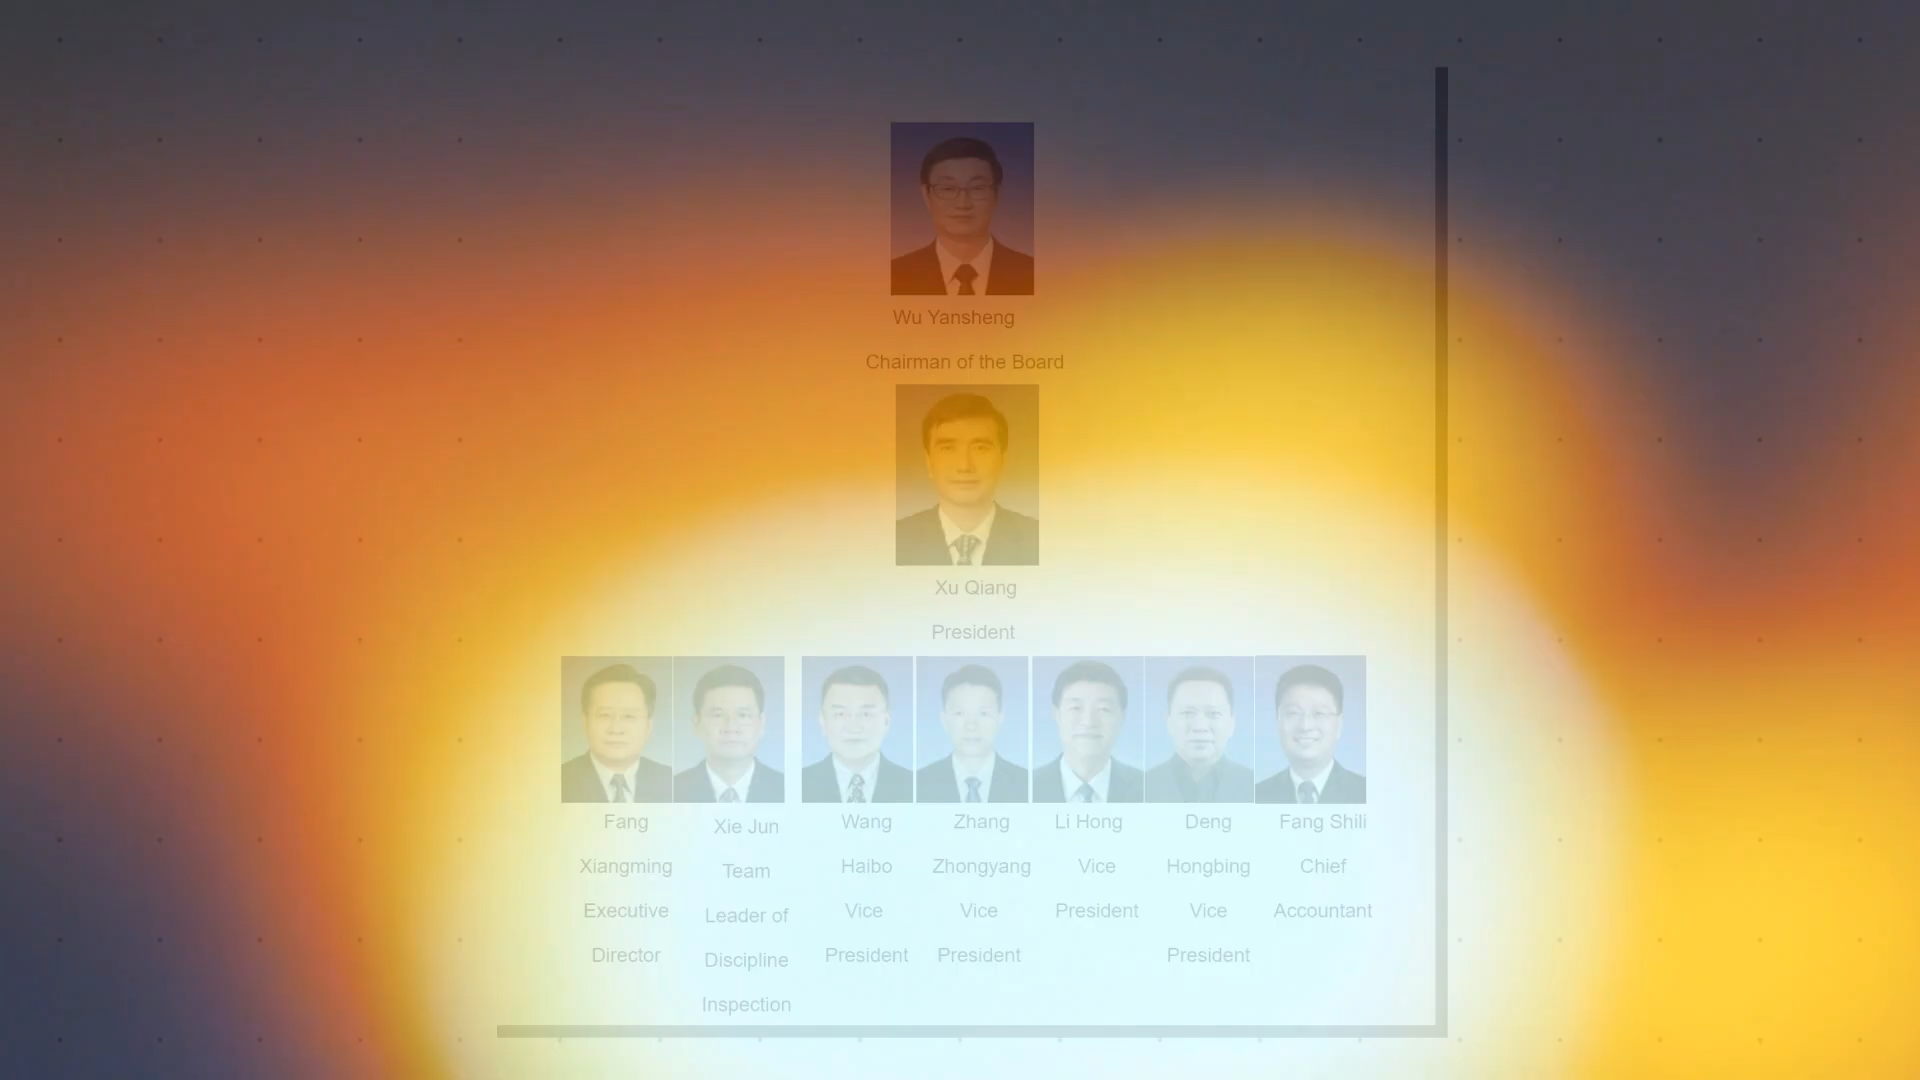 Wu Yansheng
Chairman of the Board
Xu Qiang
President
Fang
Xiangming
Executive
Director
Xie Jun
Team
Leader of
Discipline
Inspection
Wang
Haibo
Vice
President
Zhang
Zhongyang
Vice
President
Li Hong
Vice
President
Deng
Hongbing
Vice
President
Fang Shili
Chief
Accountant